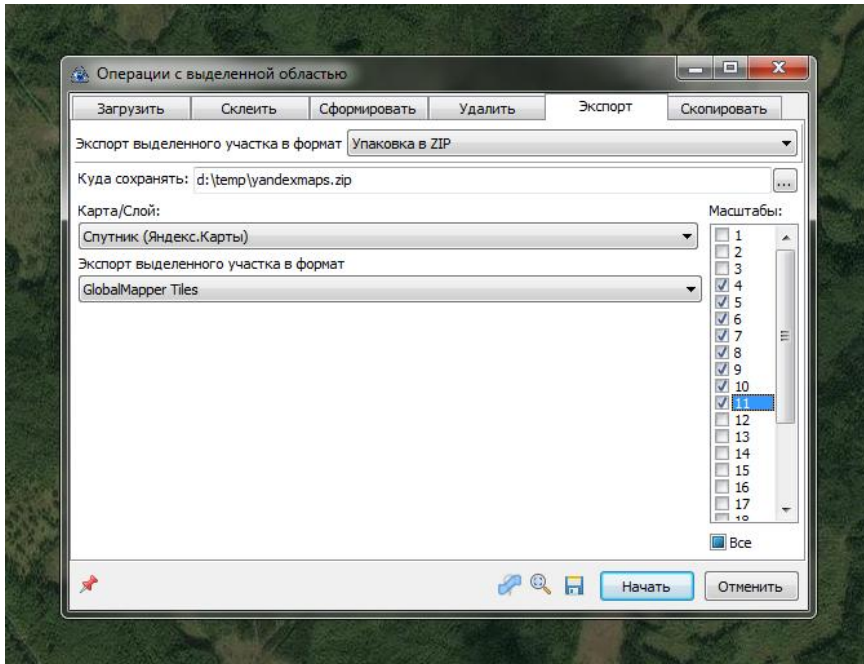 Операции с выделенной областью
Загрузить Склеить Сформировать Удалить Экспорт Скопировать
Экспорт выделенного участка в формат Упаковка в ZIP
Куда сохранять: d:\temp\yandexmaps.zip ...
Карта/Слой: Масштабы:
Спутник (Яндекс.Карты)
Экспорт выделенного участка в формат
GlobalMapper Tiles
1
2
3
4
5
6
7
8
9
10
11
12
13
14
15
16
17
18
Все
Начать Отменить